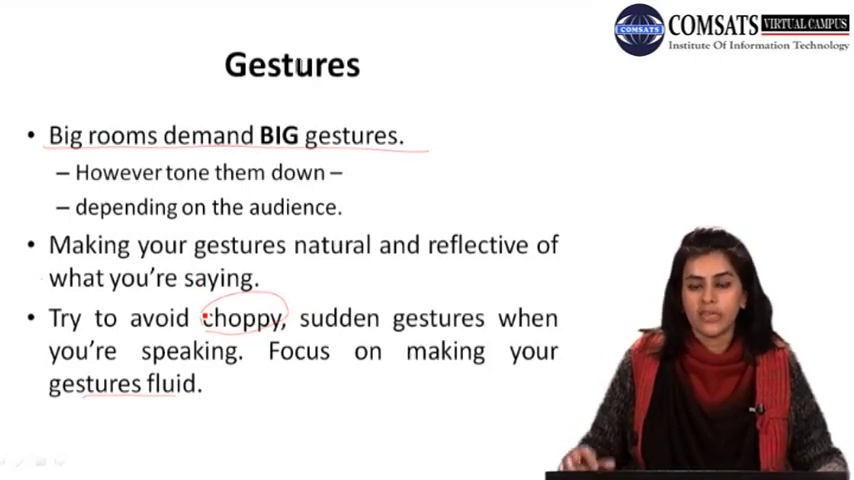 COMSATS VIRTUAL CAMPUS
COMSATS
Institute Of Information Technology
Gestures
• Big rooms demand BIG gestures.
– However tone them down –
– depending on the audience.
• Making your gestures natural and reflective of
what you're saying.
• Try to avoid choppy, sudden gestures when
you're speaking. Focus on making your
gestures fluid.